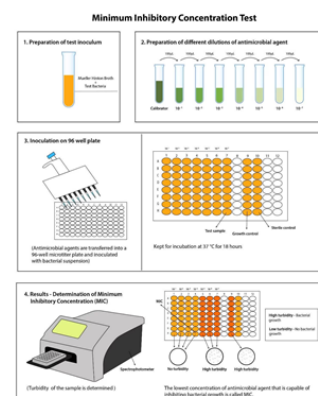 Minimum Inhibitory Concentration Test
1. Preparation of test inoculum
Mueller Hinton Broth
+
Test Bacteria
2. Preparation of different dilutions of antimicrobial agent
Calibrator
3. Inoculation on 96 well plate
(Antimicrobial agents are transferred into a
96-well microtiter plate and inoculated
with bacterial suspension)
Test sample
Growth control
Sterile control
Kept for incubation at 37 °C for 18 hours
4. Results - Determination of Minimum
Inhibitory Concentration (MIC)
Spectrophotometer
(Turbidity of the sample is determined)
MIC
High turbidity - Bacterial
growth
Low turbidity - No bacterial
growth
No turbidity
High turbidity
High turbidity
The lowest concentration of antimicrobial agent that is capable of
inhibiting bacterial growth is called MIC.